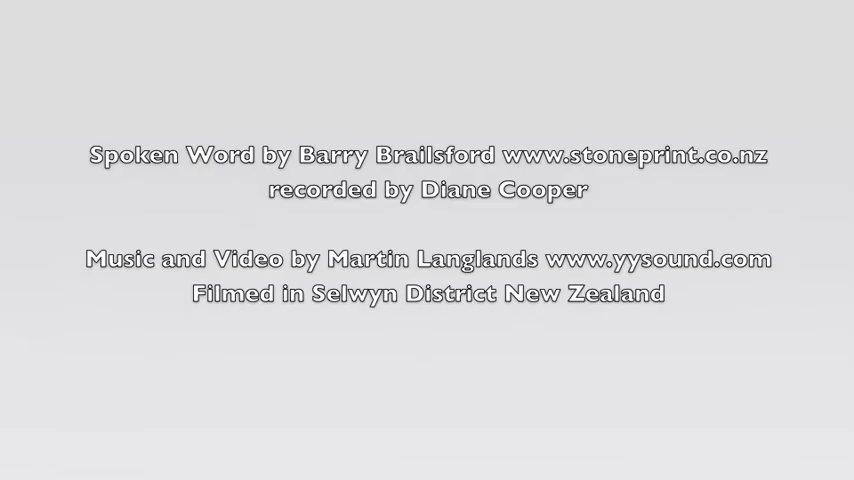 Spoken Word by Barry Brailsford www.stoneprint.co.nz
recorded by Diane Cooper
Music and Video by Martin Langlands www.yysound.com
Filmed in Selwyn District New Zealand